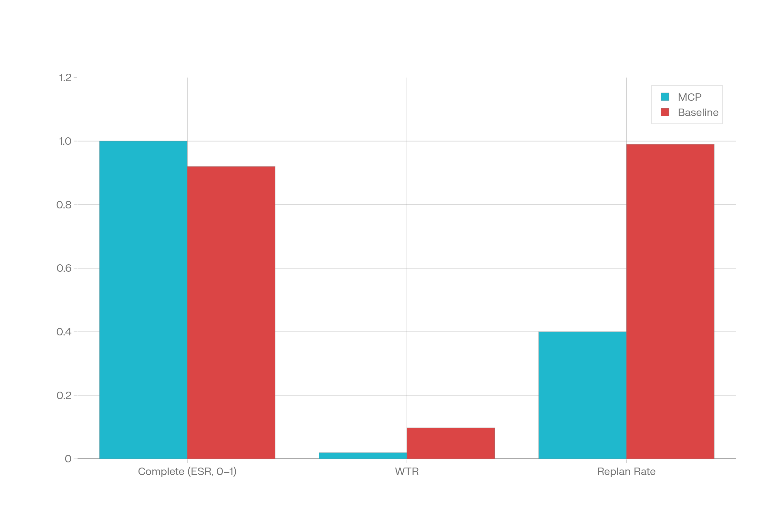 1.2
1.0
0.8
0.6
0.4
0.2
0
MCP
Baseline
Complete (ESR, 0–1)
WTR
Replan Rate